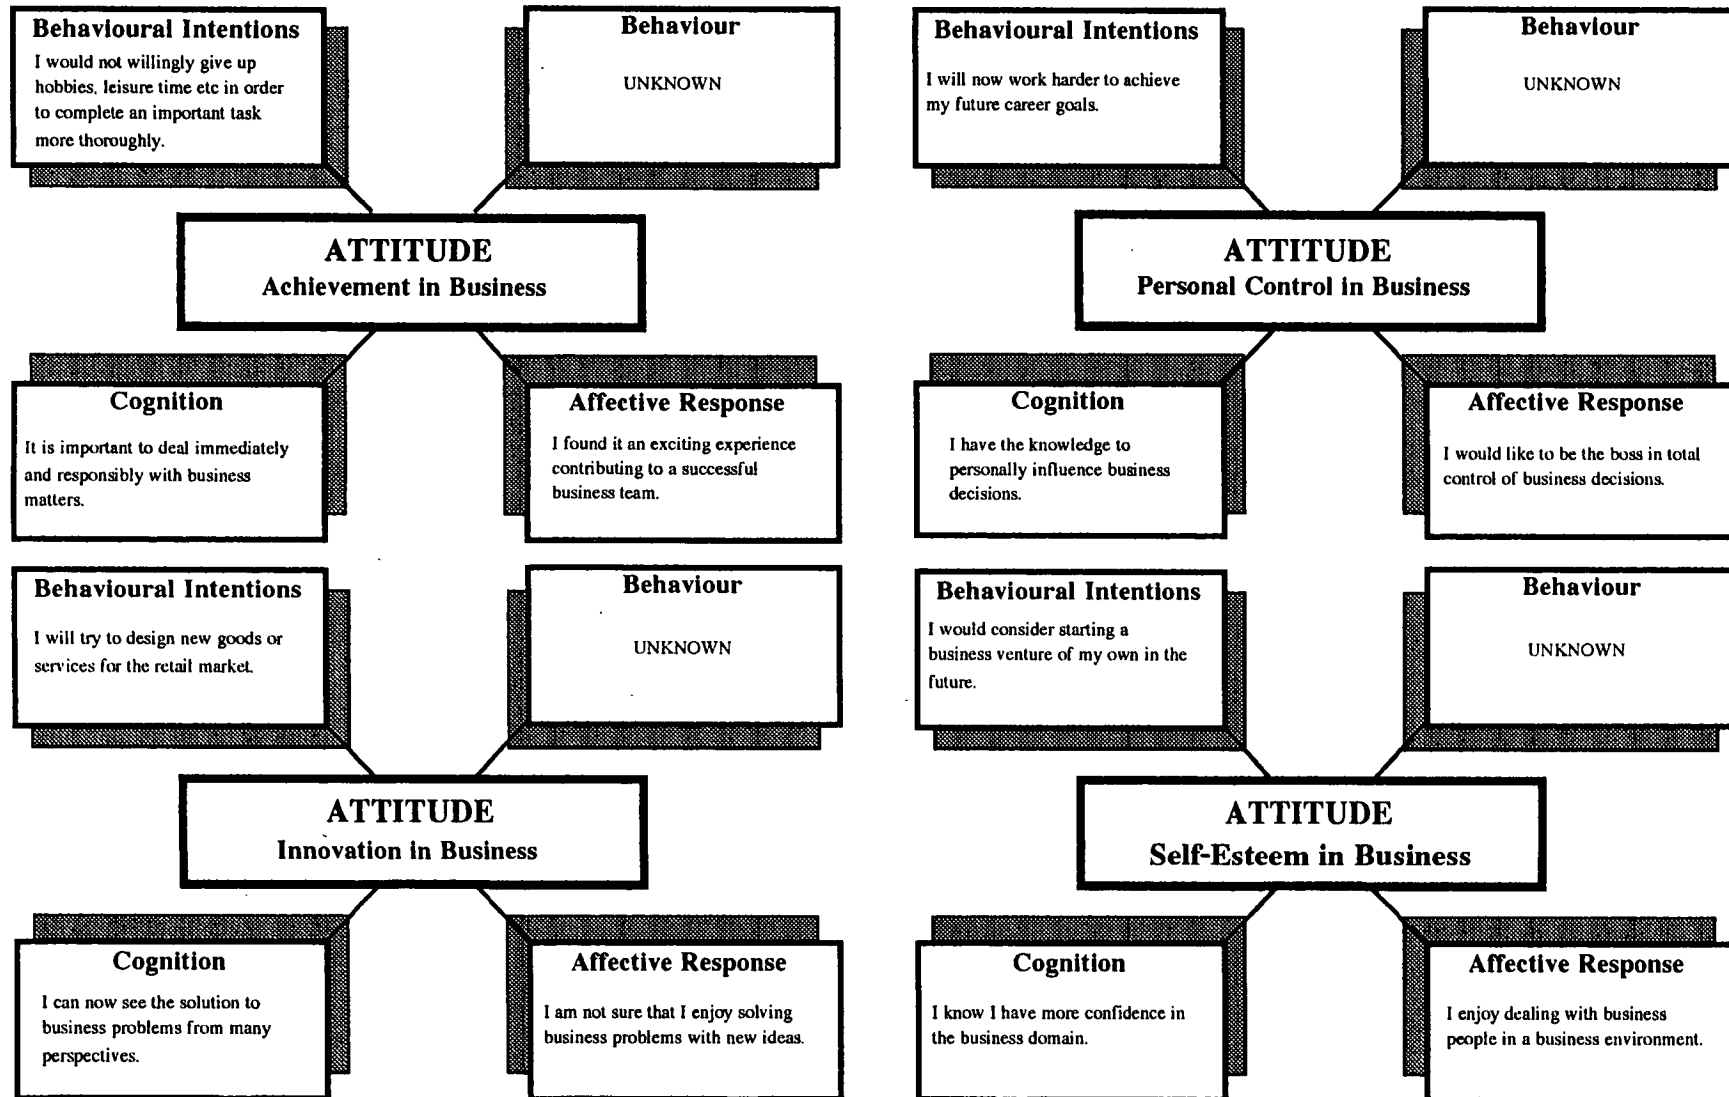 Behavioural Intentions
I would not willingly give up
hobbies, leisure time etc in order
to complete an important task
more thoroughly.
Behaviour
UNKNOWN
ATTITUDE
Achievement in Business
Cognition
It is important to deal immediately
and responsibly with business
matters.
Affective Response
I found it an exciting experience
contributing to a successful
business team.
Behavioural Intentions
I will now work harder to achieve
my future career goals.
Behaviour
UNKNOWN
ATTITUDE
Personal Control in Business
Cognition
I have the knowledge to
personally influence business
decisions.
Affective Response
I would like to be the boss in total
control of business decisions.
Behavioural Intentions
I will try to design new goods or
services for the retail market.
Behaviour
UNKNOWN
ATTITUDE
Innovation in Business
Cognition
I can now see the solution to
business problems from many
perspectives.
Affective Response
I am not sure that I enjoy solving
business problems with new ideas.
Behavioural Intentions
I would consider starting a
business venture of my own in the
future.
Behaviour
UNKNOWN
ATTITUDE
Self-Esteem in Business
Cognition
I know I have more confidence in
the business domain.
Affective Response
I enjoy dealing with business
people in a business environment.